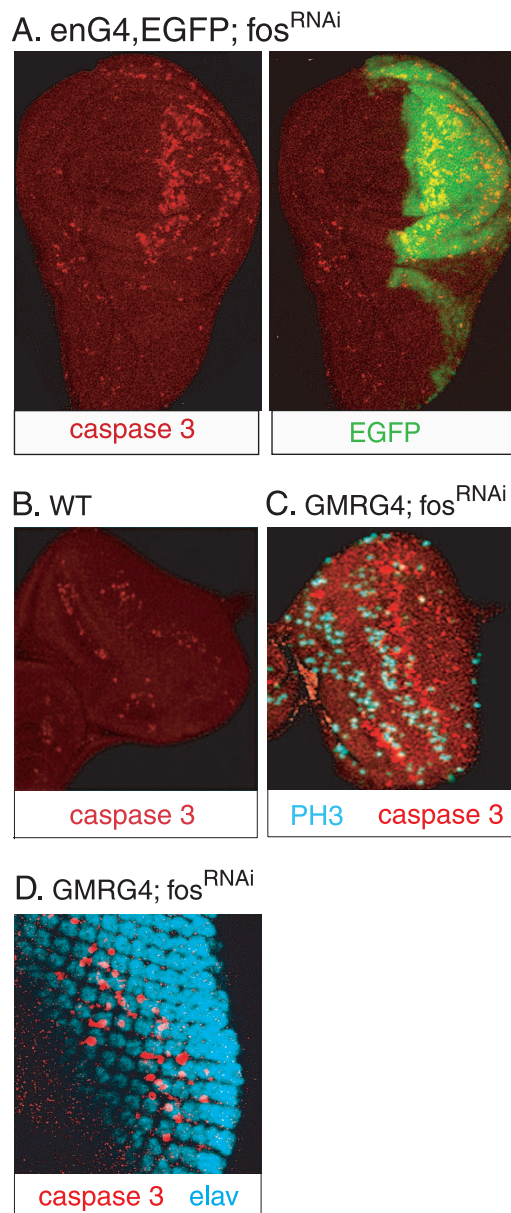 A. enG4,EGFP; fos^RNAi
caspase 3
EGFP
B. WT
C. GMRG4; fos^RNAi
caspase 3
PH3 caspase 3
D. GMRG4; fos^RNAi
caspase 3 elav